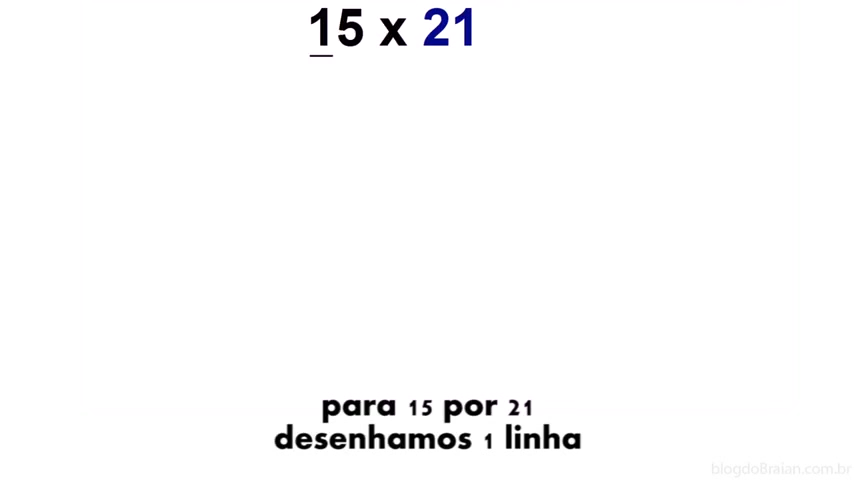 15 x 21
para 15 por 21
desenhamos 1 linha
blogdoBraian.com.br